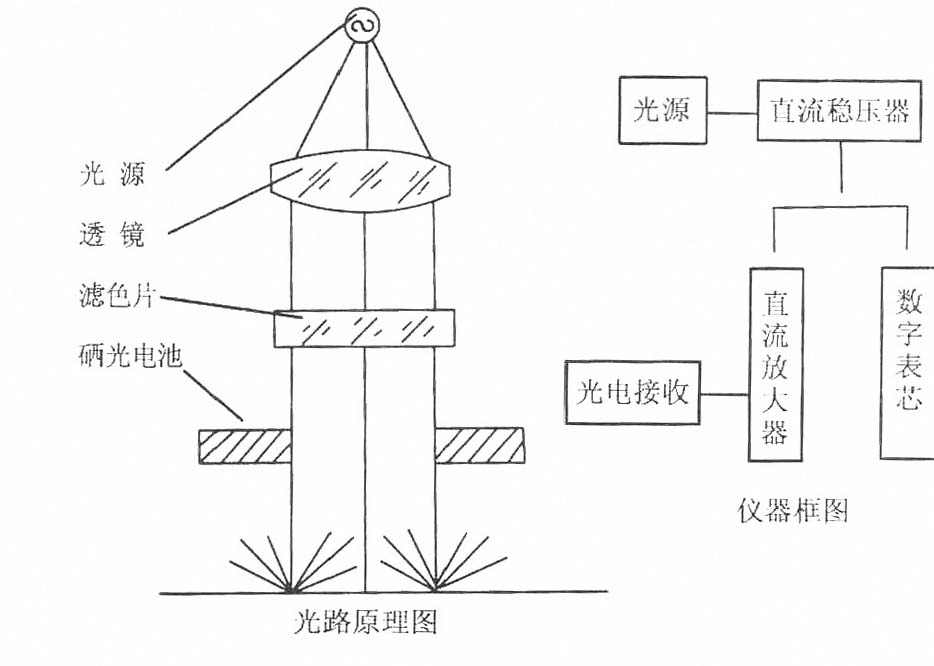 光源
透镜
滤色片
硒光电池
光路原理图
光源
直流稳压器
光电接收
直流放大器
数字表芯
仪器框图